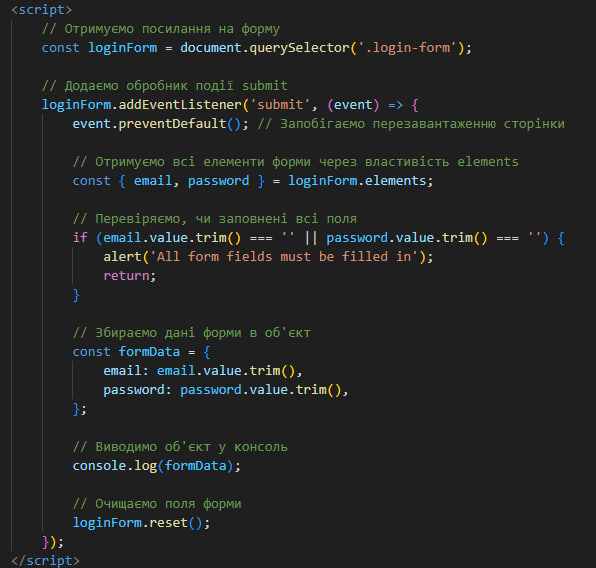 <script>
// Отримуємо посилання на форму
const loginForm = document.querySelector('.login-form');
// Додаємо обробник події submit
loginForm.addEventListener('submit', (event) => {
event.preventDefault(); // Запобігаємо перезавантаженню сторінки
// Отримуємо всі елементи форми через властивість elements
const { email, password } = loginForm.elements;
// Перевіряємо, чи заповнені всі поля
if (email.value.trim() === '' || password.value.trim() === '') {
alert('All form fields must be filled in');
return;
}
// Збираємо дані форми в об'єкт
const formData = {
email: email.value.trim(),
password: password.value.trim(),
};
// Виводимо об'єкт у консоль
console.log(formData);
// Очищаємо поля форми
loginForm.reset();
});
</script>